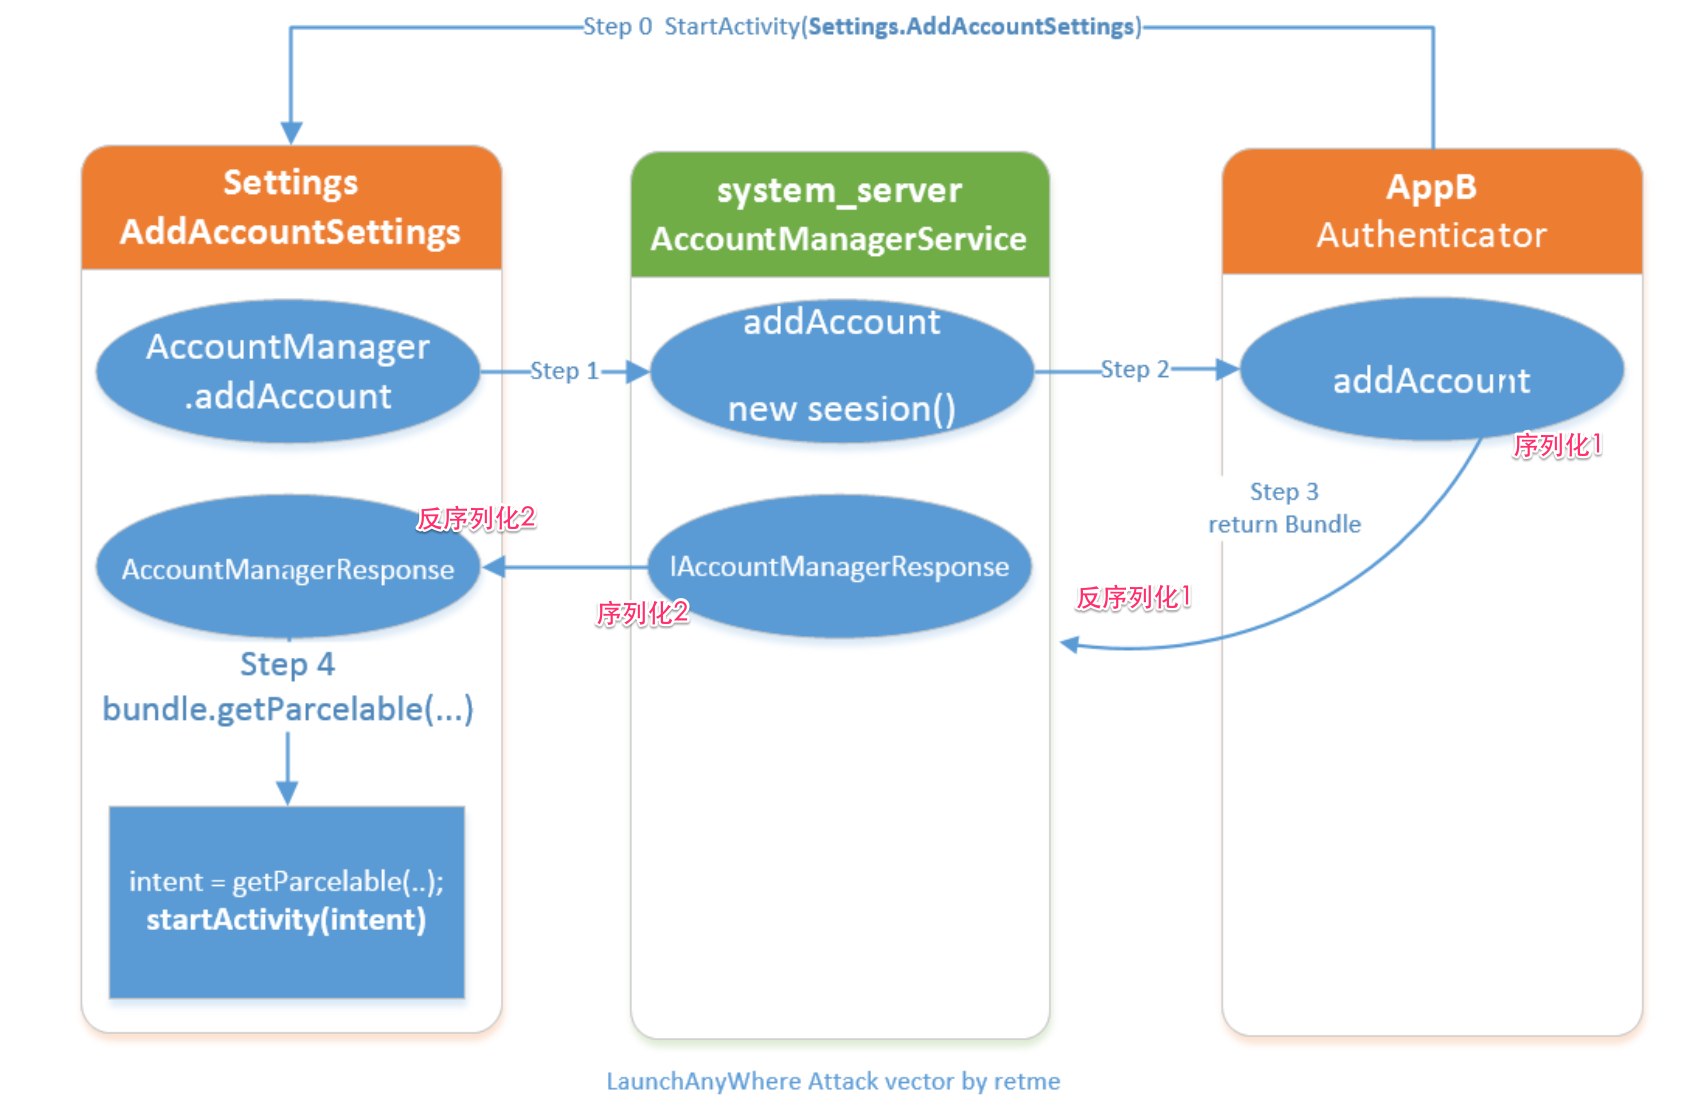 Step 0  StartActivity(Settings.AddAccountSettings)
Settings
AddAccountSettings
system_server
AccountManagerService
AppB
Authenticator
AccountManager
.addAccount
Step 1
addAccount
new seesion()
Step 2
addAccount
序列化1
Step 3
return Bundle
反序列化1
IAccountManagerResponse
序列化2
反序列化2
AccountManagerResponse
Step 4
bundle.getParcelable(...)
intent = getParcelable(..);
startActivity(intent)
LaunchAnyWhere Attack vector by retme